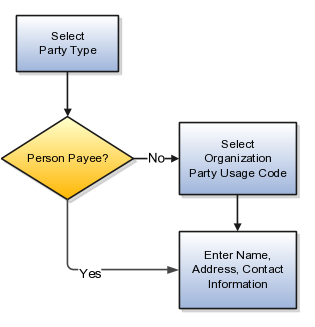 Select
Party Type
Person Payee?
No
Select
Organization
Party Usage Code
Yes
Enter Name,
Address, Contact
Information